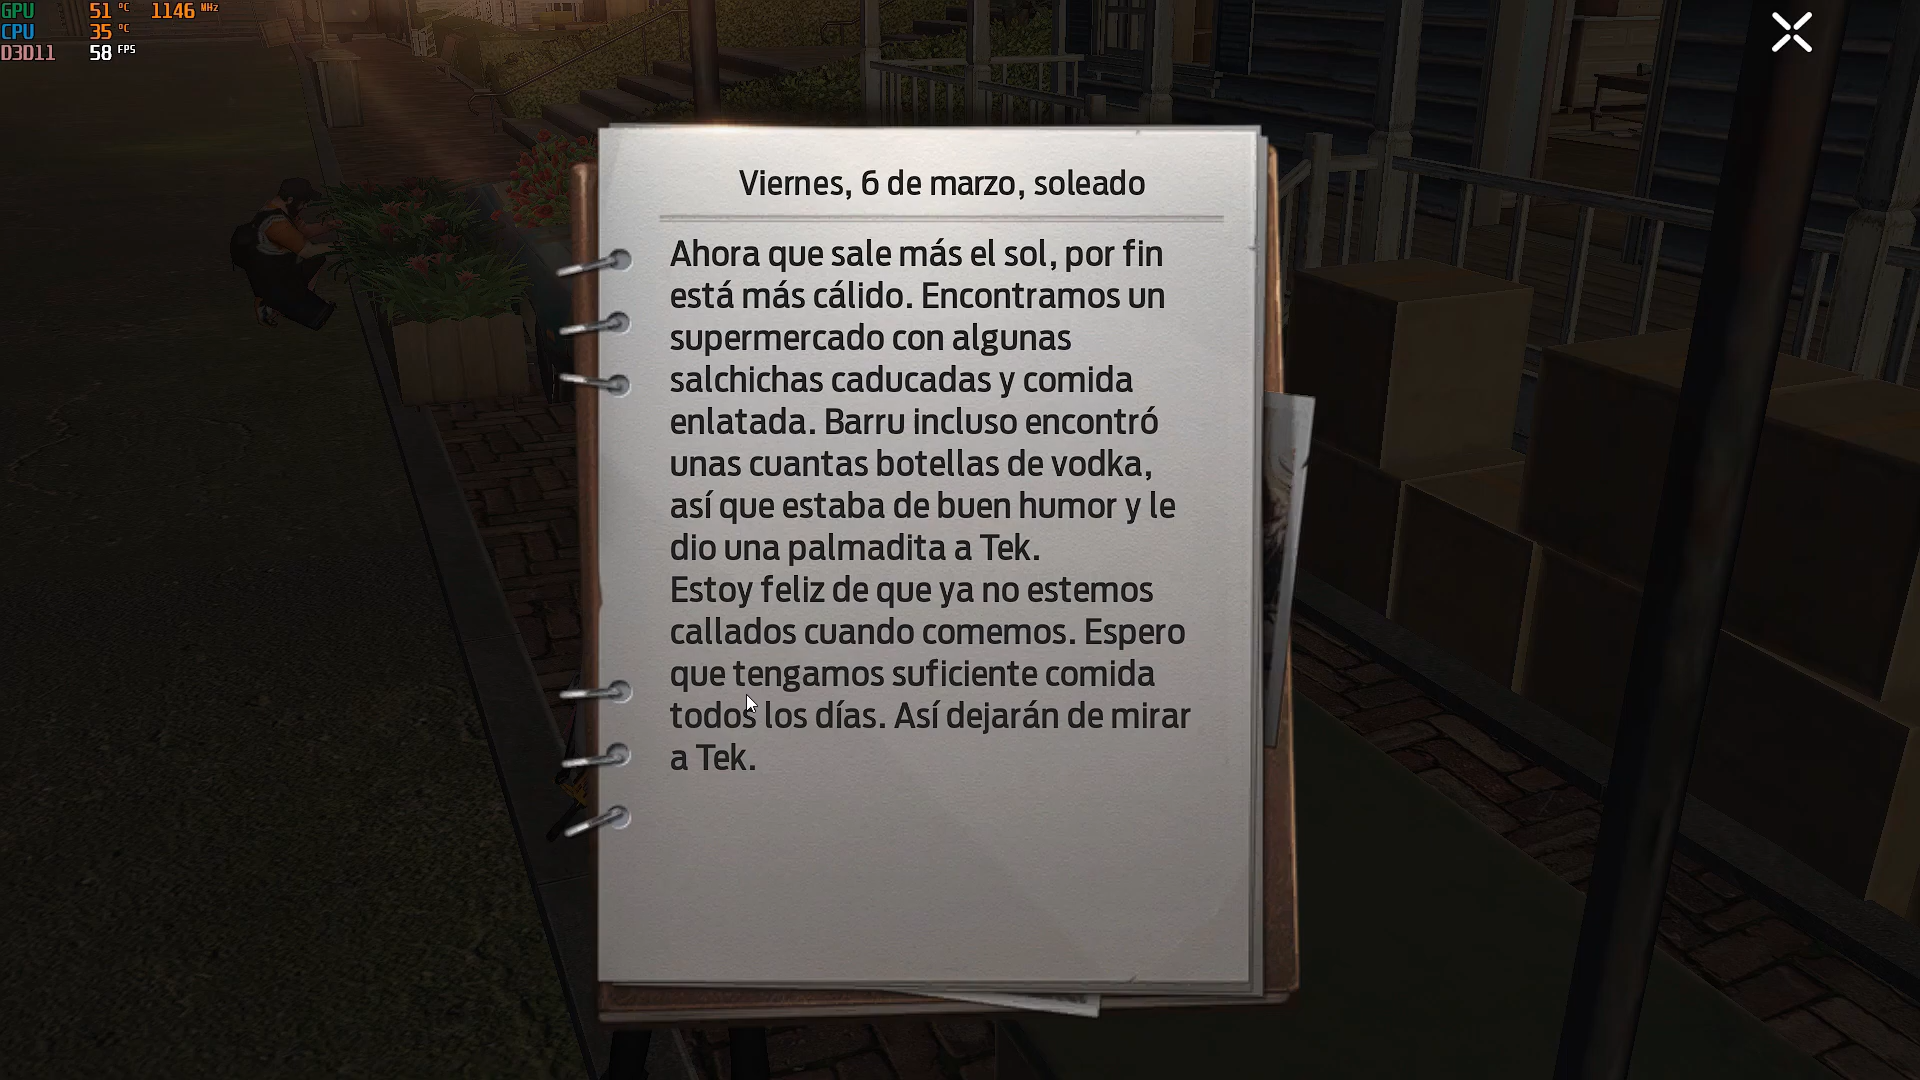 GPU 51 °C 1146 MHz
CPU 35 °C
D3D11 58 FPS
Viernes, 6 de marzo, soleado
Ahora que sale más el sol, por fin
está más cálido. Encontramos un
supermercado con algunas
salchichas caducadas y comida
enlatada. Barru incluso encontró
unas cuantas botellas de vodka,
así que estaba de buen humor y le
dio una palmadita a Tek.
Estoy feliz de que ya no estemos
callados cuando comemos. Espero
que tengamos suficiente comida
todos los días. Así dejarán de mirar
a Tek.